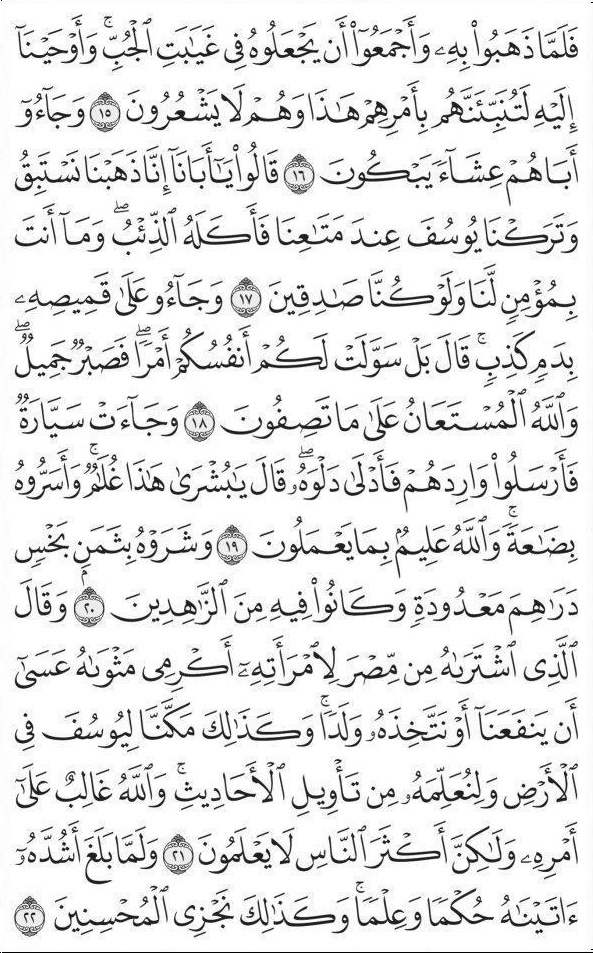 فَلَمَّا ذَهَبُوا۟ بِهِۦ وَأَجْمَعُوٓا۟ أَن يَجْعَلُوهُ فِى غَيَٰبَتِ ٱلْجُبِّ ۚ وَأَوْحَيْنَآ
إِلَيْهِ لَتُنَبِّئَنَّهُم بِأَمْرِهِمْ هَٰذَا وَهُمْ لَا يَشْعُرُونَ ١٥ وَجَآءُوٓ
أَبَاهُمْ عِشَآءً يَبْكُونَ ١٦ قَالُوا۟ يَٰٓأَبَانَآ إِنَّا ذَهَبْنَا نَسْتَبِقُ
وَتَرَكْنَا يُوسُفَ عِندَ مَتَٰعِنَا فَأَكَلَهُ ٱلذِّئْبُ ۖ وَمَآ أَنتَ
بِمُؤْمِنٍ لَّنَا وَلَوْ كُنَّا صَٰدِقِينَ ١٧ وَجَآءُو عَلَىٰ قَمِيصِهِۦ
بِدَمٍ كَذِبٍ ۚ قَالَ بَلْ سَوَّلَتْ لَكُمْ أَنفُسُكُمْ أَمْرًا ۖ فَصَبْرٌ جَمِيلٌ ۖ
وَٱللَّهُ ٱلْمُسْتَعَانُ عَلَىٰ مَا تَصِفُونَ ١٨ وَجَآءَتْ سَيَّارَةٌ
فَأَرْسَلُوا۟ وَارِدَهُمْ فَأَدْلَىٰ دَلْوَهُۥ ۖ قَالَ يَٰبُشْرَىٰ هَٰذَا غُلَٰمٌ ۚ وَأَسَرُّوهُ
بِضَٰعَةً ۚ وَٱللَّهُ عَلِيمٌۢ بِمَا يَعْمَلُونَ ١٩ وَشَرَوْهُ بِثَمَنٍۭ بَخْسٍ
دَرَٰهِمَ مَعْدُودَةٍ وَكَانُوا۟ فِيهِ مِنَ ٱلزَّٰهِدِينَ ٢٠ وَقَالَ
ٱلَّذِى ٱشْتَرَىٰهُ مِن مِّصْرَ لِٱمْرَأَتِهِۦٓ أَكْرِمِى مَثْوَىٰهُ عَسَىٰٓ
أَن يَنفَعَنَآ أَوْ نَتَّخِذَهُۥ وَلَدًا ۚ وَكَذَٰلِكَ مَكَّنَّا لِيُوسُفَ فِى
ٱلْأَرْضِ وَلِنُعَلِّمَهُۥ مِن تَأْوِيلِ ٱلْأَحَادِيثِ ۚ وَٱللَّهُ غَالِبٌ عَلَىٰٓ
أَمْرِهِۦ وَلَٰكِنَّ أَكْثَرَ ٱلنَّاسِ لَا يَعْلَمُونَ ٢١ وَلَمَّا بَلَغَ أَشُدَّهُۥٓ
ءَاتَيْنَٰهُ حُكْمًا وَعِلْمًا ۚ وَكَذَٰلِكَ نَجْزِى ٱلْمُحْسِنِينَ ٢٢